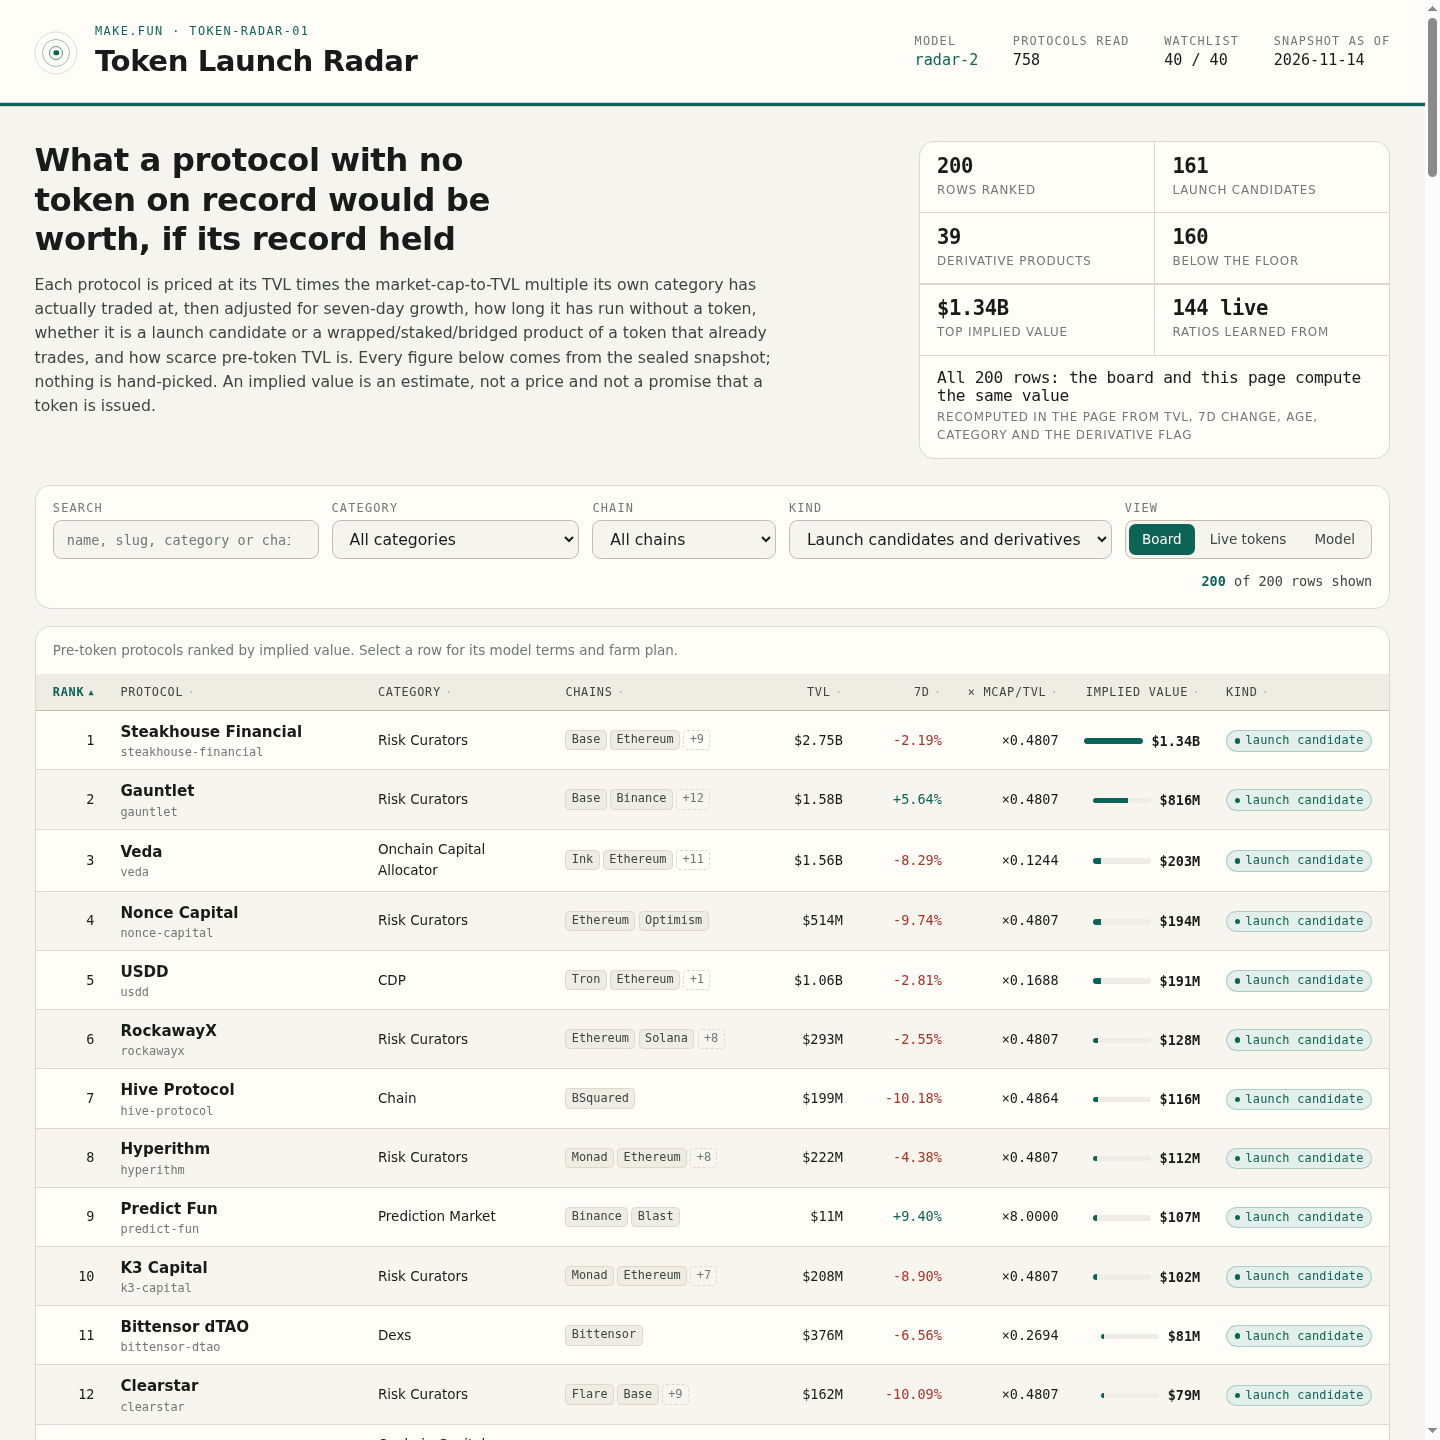 MAKE.FUN · TOKEN-RADAR-01
Token Launch Radar
MODEL
radar-2
PROTOCOLS READ
758
WATCHLIST
40 / 40
SNAPSHOT AS OF
2026-11-14
What a protocol with no
token on record would be
worth, if its record held
Each protocol is priced at its TVL times the market-cap-to-TVL multiple its own category has
actually traded at, then adjusted for seven-day growth, how long it has run without a token,
whether it is a launch candidate or a wrapped/staked/bridged product of a token that already
trades, and how scarce pre-token TVL is. Every figure below comes from the sealed snapshot;
nothing is hand-picked. An implied value is an estimate, not a price and not a promise that a
token is issued.
200
ROWS RANKED
161
LAUNCH CANDIDATES
39
DERIVATIVE PRODUCTS
160
BELOW THE FLOOR
$1.34B
TOP IMPLIED VALUE
144 live
RATIOS LEARNED FROM
All 200 rows: the board and this page compute
the same value
RECOMPUTED IN THE PAGE FROM TVL, 7D CHANGE, AGE,
CATEGORY AND THE DERIVATIVE FLAG
SEARCH
name, slug, category or chai
CATEGORY
All categories
CHAIN
All chains
KIND
Launch candidates and derivatives
VIEW
Board Live tokens Model
200 of 200 rows shown
Pre-token protocols ranked by implied value. Select a row for its model terms and farm plan.
RANK ▲ PROTOCOL · CATEGORY · CHAINS · TVL · 7D · × MCAP/TVL · IMPLIED VALUE · KIND ·
1 Steakhouse Financial Risk Curators Base Ethereum +9 $2.75B -2.19% ×0.4807 $1.34B launch candidate
steakhouse-financial
2 Gauntlet Risk Curators Base Binance +12 $1.58B +5.64% ×0.4807 $816M launch candidate
gauntlet
3 Veda Onchain Capital Allocator Ink Ethereum +11 $1.56B -8.29% ×0.1244 $203M launch candidate
veda
4 Nonce Capital Risk Curators Ethereum Optimism $514M -9.74% ×0.4807 $194M launch candidate
nonce-capital
5 USDD CDP Tron Ethereum +1 $1.06B -2.81% ×0.1688 $191M launch candidate
usdd
6 RockawayX Risk Curators Ethereum Solana +8 $293M -2.55% ×0.4807 $128M launch candidate
rockawayx
7 Hive Protocol Chain BSquared $199M -10.18% ×0.4864 $116M launch candidate
hive-protocol
8 Hyperithm Risk Curators Monad Ethereum +8 $222M -4.38% ×0.4807 $112M launch candidate
hyperithm
9 Predict Fun Prediction Market Binance Blast $11M +9.40% ×8.0000 $107M launch candidate
predict-fun
10 K3 Capital Risk Curators Monad Ethereum +7 $208M -8.90% ×0.4807 $102M launch candidate
k3-capital
11 Bittensor dTAO Dexs Bittensor $376M -6.56% ×0.2694 $81M launch candidate
bittensor-dtao
12 Clearstar Risk Curators Flare Base +9 $162M -10.09% ×0.4807 $79M launch candidate
clearstar